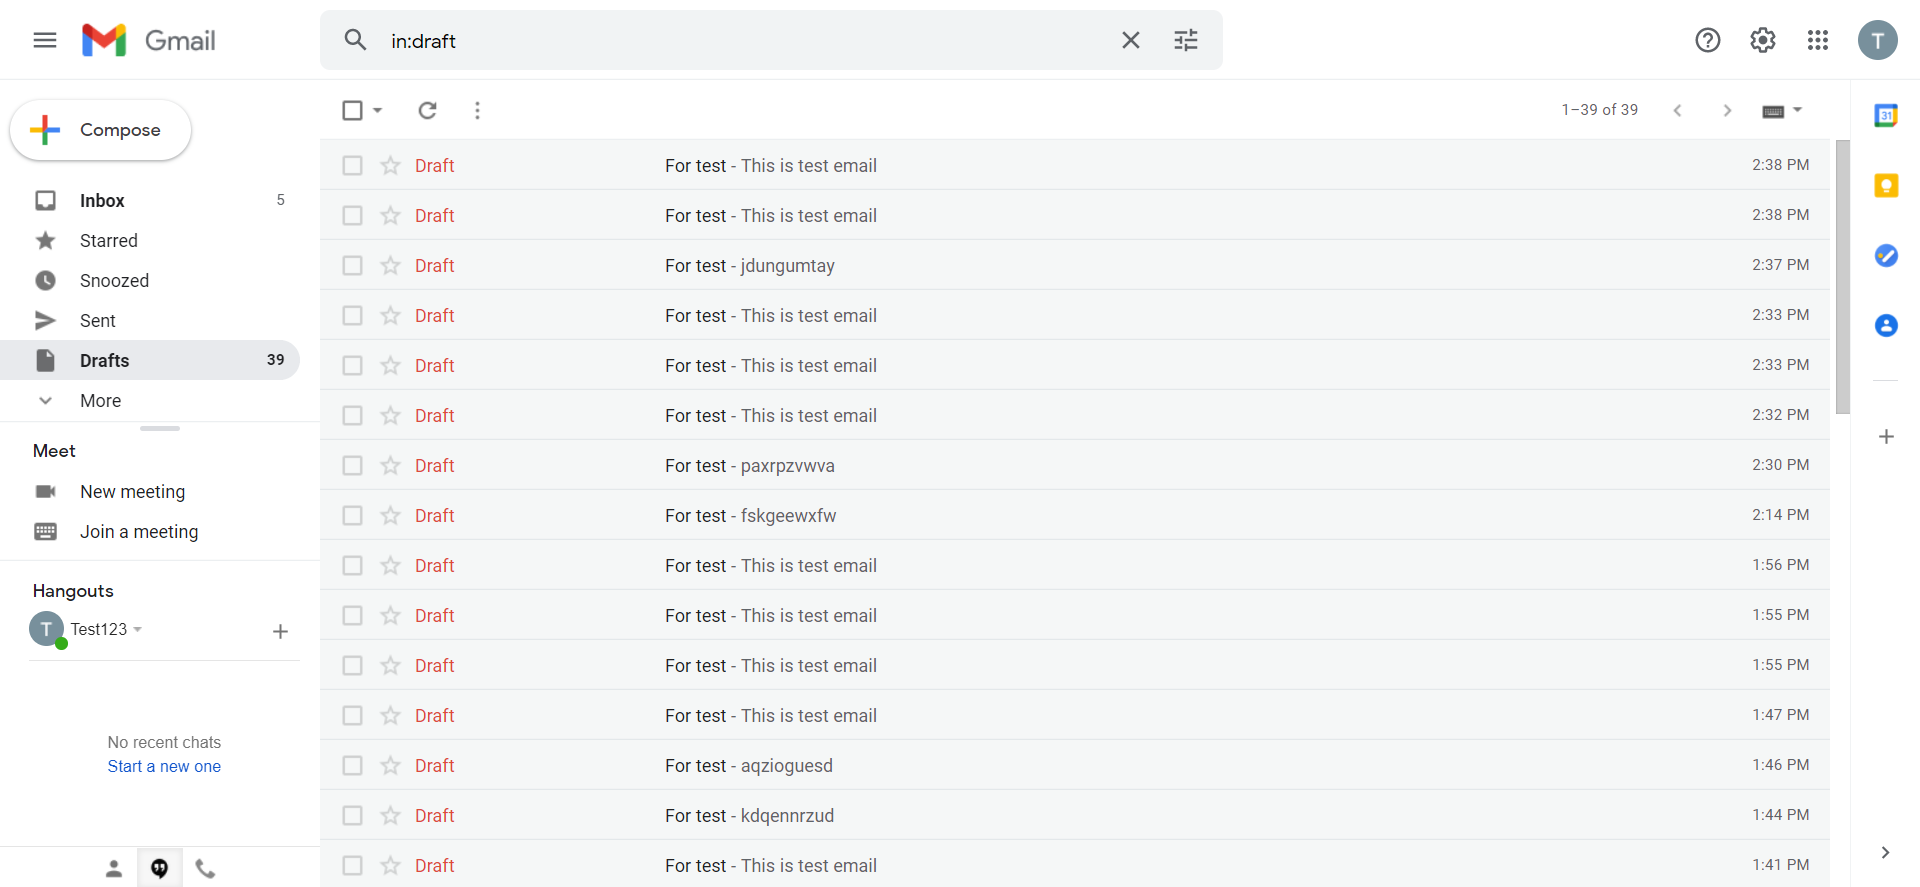 Gmail
in:draft
T
Compose
1–39 of 39
31
Inbox 5
Starred
Snoozed
Sent
Drafts 39
More
Meet
New meeting
Join a meeting
Hangouts
T Test123
No recent chats
Start a new one
Draft For test - This is test email 2:38 PM
Draft For test - This is test email 2:38 PM
Draft For test - jdungumtay 2:37 PM
Draft For test - This is test email 2:33 PM
Draft For test - This is test email 2:33 PM
Draft For test - This is test email 2:32 PM
Draft For test - paxrpzvwva 2:30 PM
Draft For test - fskgeewxfw 2:14 PM
Draft For test - This is test email 1:56 PM
Draft For test - This is test email 1:55 PM
Draft For test - This is test email 1:55 PM
Draft For test - This is test email 1:47 PM
Draft For test - aqzioguesd 1:46 PM
Draft For test - kdqennrzud 1:44 PM
Draft For test - This is test email 1:41 PM